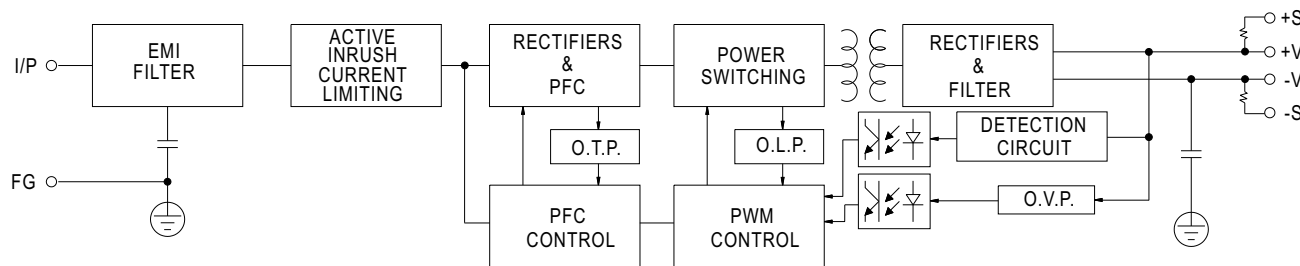 I/P
EMI
FILTER
ACTIVE
INRUSH
CURRENT
LIMITING
RECTIFIERS
&
PFC
POWER
SWITCHING
RECTIFIERS
&
FILTER
+S
+V
-V
-S
O.T.P.
O.L.P.
DETECTION
CIRCUIT
FG
PFC
CONTROL
PWM
CONTROL
O.V.P.